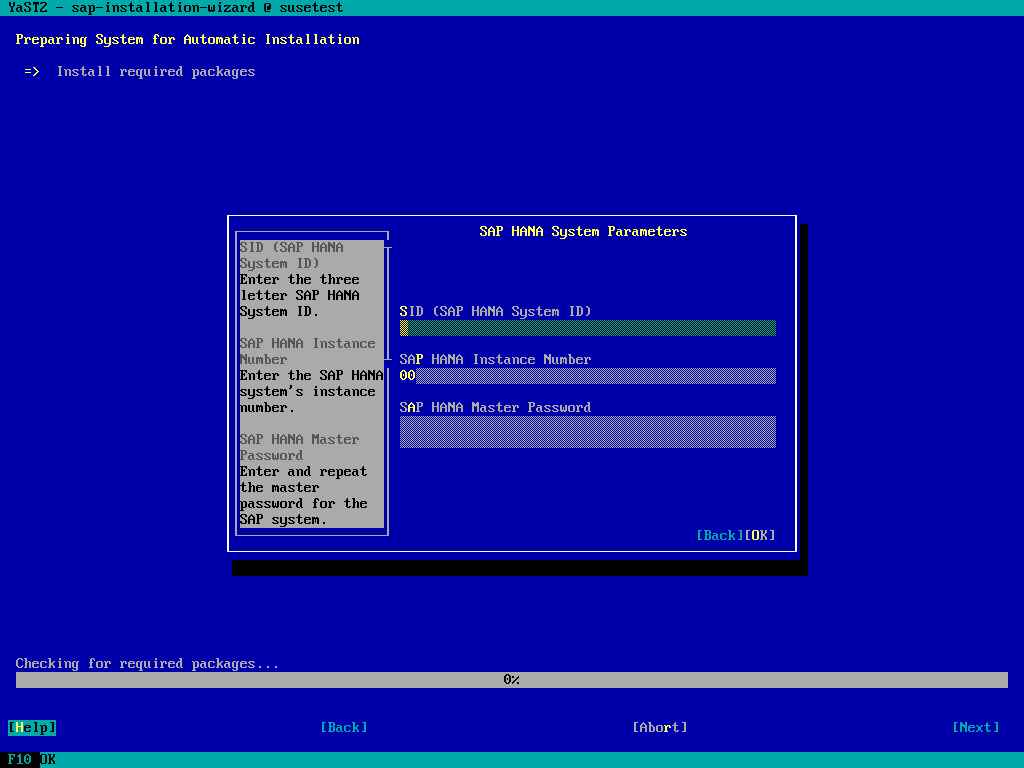 YaST2 - sap-installation-wizard @ susetest
Preparing System for Automatic Installation
=> Install required packages
SAP HANA System Parameters
SID (SAP HANA
System ID)
Enter the three
letter SAP HANA
System ID.
SAP HANA Instance
Number
Enter the SAP HANA
system's instance
number.
SAP HANA Master
Password
Enter and repeat
the master
password for the
SAP system.
SID (SAP HANA System ID)
SAP HANA Instance Number
00
SAP HANA Master Password
[Back][OK]
Checking for required packages...
0%
[Help] [Back] [Abort] [Next]
F10 OK